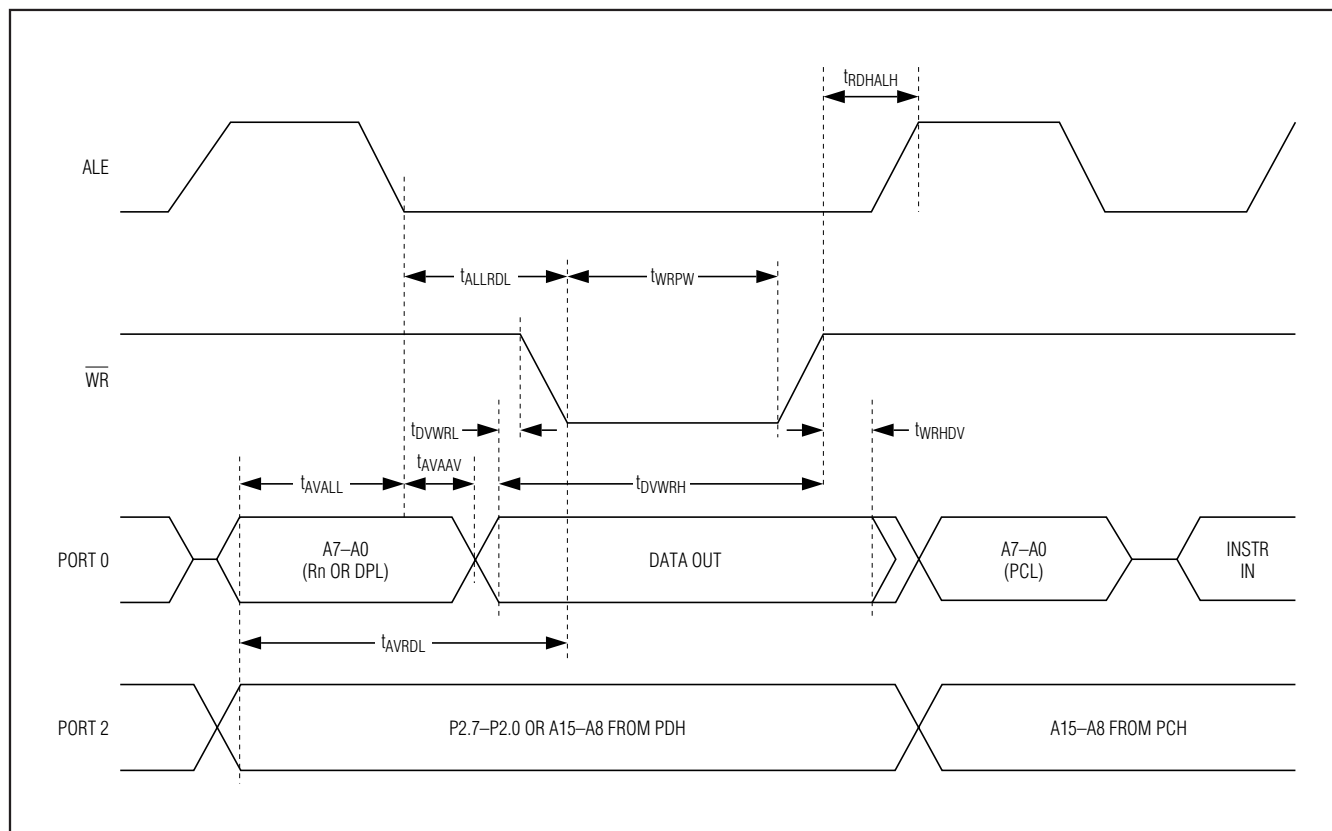 tRDHALH
ALE
tALLRDL
tWRPW
WR
tDVWRL
tWRHDV
tAVAAV
tAVALL
tDVWRH
PORT 0
A7–A0
(Rn OR DPL)
DATA OUT
A7–A0
(PCL)
INSTR
IN
tAVRDL
PORT 2
P2.7–P2.0 OR A15–A8 FROM PDH
A15–A8 FROM PCH